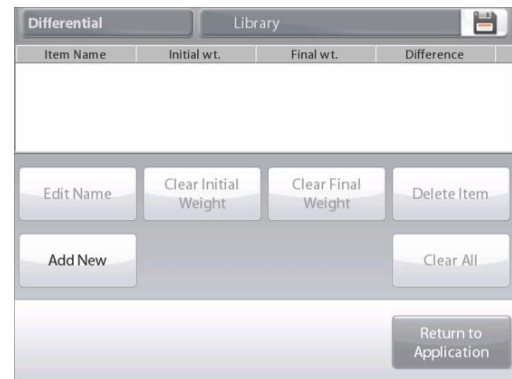 Differential Library
Item Name Initial wt. Final wt. Difference
Edit Name Clear Initial Weight Clear Final Weight Delete Item
Add New Clear All
Return to Application